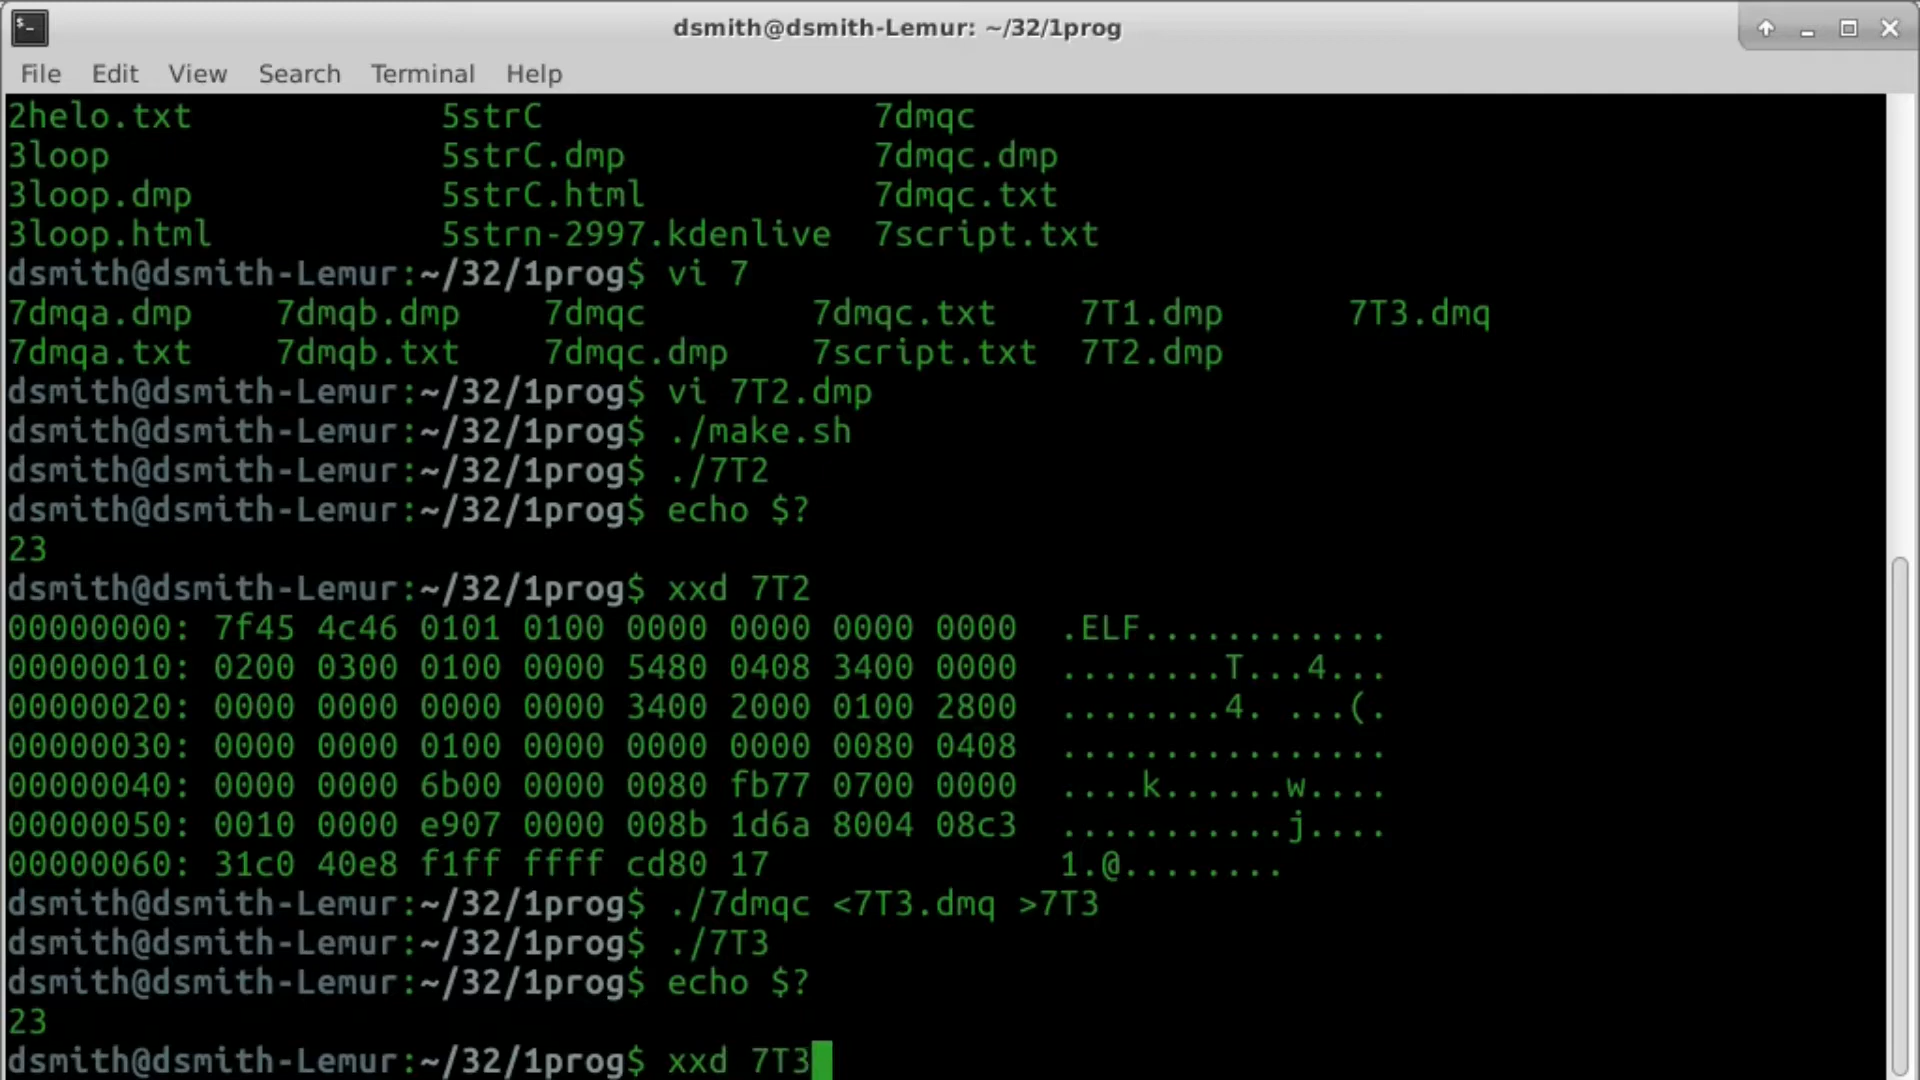 dsmith@dsmith-Lemur: ~/32/1prog
File Edit View Search Terminal Help
2helo.txt 5strC 7dmqc
3loop 5strC.dmp 7dmqc.dmp
3loop.dmp 5strC.html 7dmqc.txt
3loop.html 5strn-2997.kdenlive 7script.txt
dsmith@dsmith-Lemur:~/32/1prog$ vi 7
7dmqa.dmp 7dmqb.dmp 7dmqc 7dmqc.txt 7T1.dmp 7T3.dmq
7dmqa.txt 7dmqb.txt 7dmqc.dmp 7script.txt 7T2.dmp
dsmith@dsmith-Lemur:~/32/1prog$ vi 7T2.dmp
dsmith@dsmith-Lemur:~/32/1prog$ ./make.sh
dsmith@dsmith-Lemur:~/32/1prog$ ./7T2
dsmith@dsmith-Lemur:~/32/1prog$ echo $?
23
dsmith@dsmith-Lemur:~/32/1prog$ xxd 7T2
00000000: 7f45 4c46 0101 0100 0000 0000 0000 0000 .ELF............
00000010: 0200 0300 0100 0000 5480 0408 3400 0000 ........T...4...
00000020: 0000 0000 0000 0000 3400 2000 0100 2800 ........4. ...(.
00000030: 0000 0000 0100 0000 0000 0000 0080 0408 ................
00000040: 0000 0000 6b00 0000 0080 fb77 0700 0000 ....k......w....
00000050: 0010 0000 e907 0000 008b 1d6a 8004 08c3 ...........j....
00000060: 31c0 40e8 f1ff ffff cd80 17 1.@........
dsmith@dsmith-Lemur:~/32/1prog$ ./7dmqc <7T3.dmq >7T3
dsmith@dsmith-Lemur:~/32/1prog$ ./7T3
dsmith@dsmith-Lemur:~/32/1prog$ echo $?
23
dsmith@dsmith-Lemur:~/32/1prog$ xxd 7T3